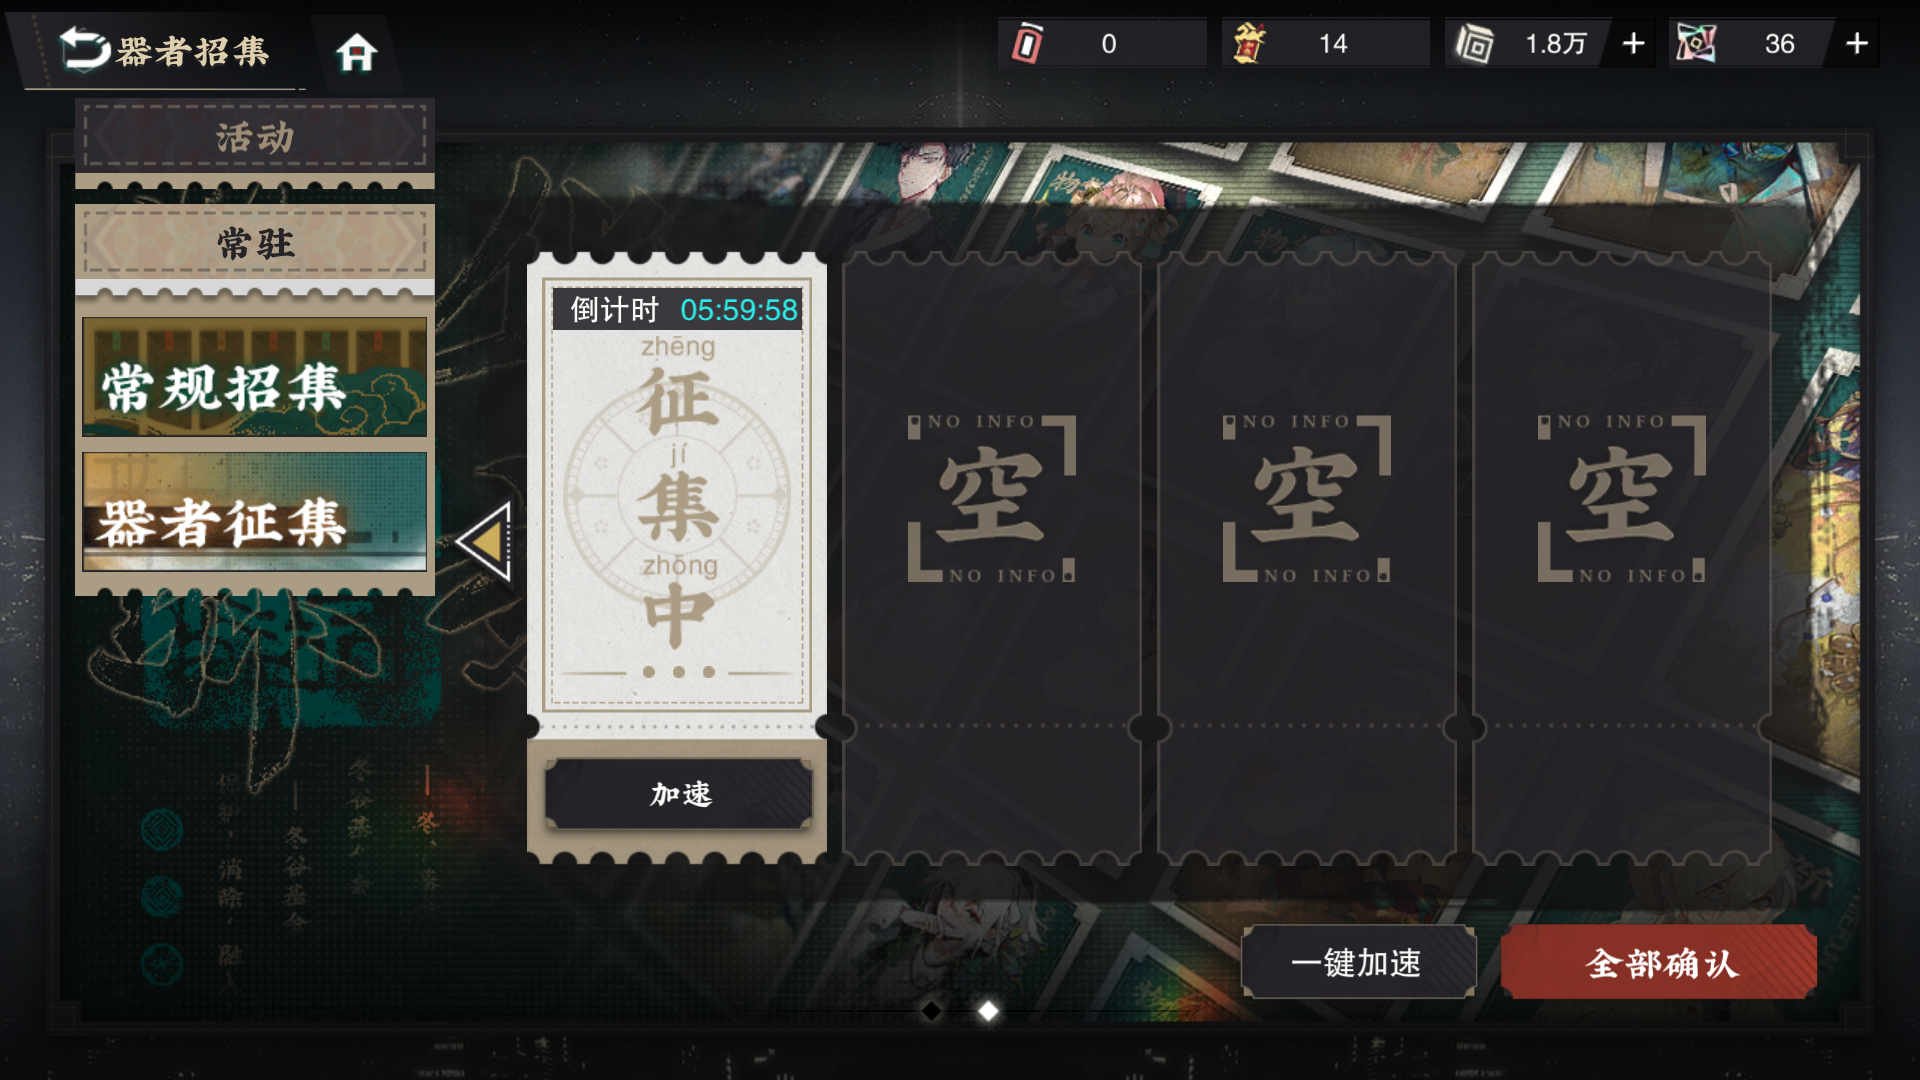 器者招集
0
14
1.8万
36
活动
常驻
常规招集
器者征集
倒计时 05:59:58
zhēng
征
jí
集
zhōng
中
加速
NO INFO
空
NO INFO
NO INFO
空
NO INFO
NO INFO
空
NO INFO
一键加速
全部确认